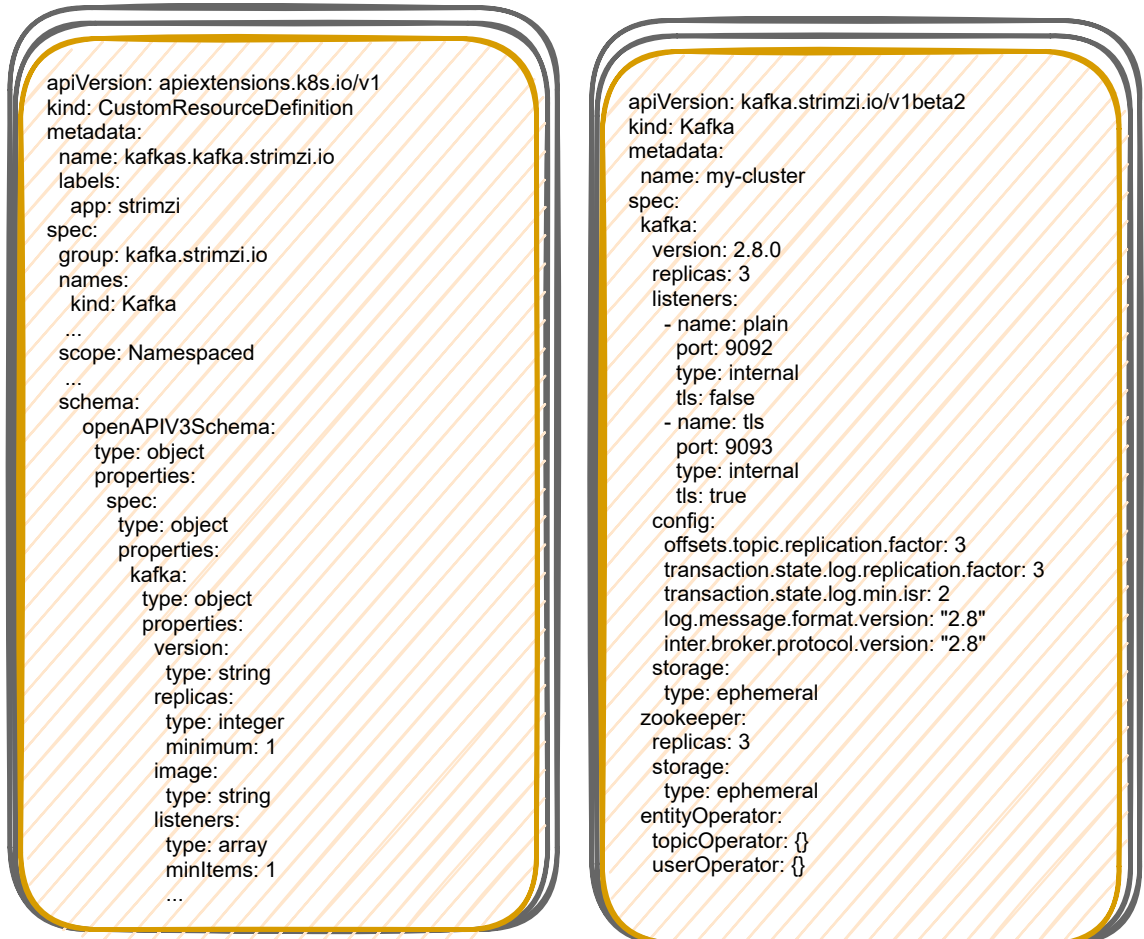 apiVersion: apiextensions.k8s.io/v1
kind: CustomResourceDefinition
metadata:
  name: kafkas.kafka.strimzi.io
  labels:
    app: strimzi
spec:
  group: kafka.strimzi.io
  names:
    kind: Kafka
   ...
  scope: Namespaced
   ...
  schema:
      openAPIV3Schema:
        type: object
        properties:
          spec:
            type: object
            properties:
              kafka:
                type: object
                properties:
                  version:
                    type: string
                  replicas:
                    type: integer
                    minimum: 1
                  image:
                    type: string
                  listeners:
                    type: array
                    minItems: 1
                    ...
apiVersion: kafka.strimzi.io/v1beta2
kind: Kafka
metadata:
  name: my-cluster
spec:
  kafka:
    version: 2.8.0
    replicas: 3
    listeners:
      - name: plain
        port: 9092
        type: internal
        tls: false
      - name: tls
        port: 9093
        type: internal
        tls: true
    config:
      offsets.topic.replication.factor: 3
      transaction.state.log.replication.factor: 3
      transaction.state.log.min.isr: 2
      log.message.format.version: "2.8"
      inter.broker.protocol.version: "2.8"
    storage:
      type: ephemeral
  zookeeper:
    replicas: 3
    storage:
      type: ephemeral
  entityOperator:
    topicOperator: {}
    userOperator: {}